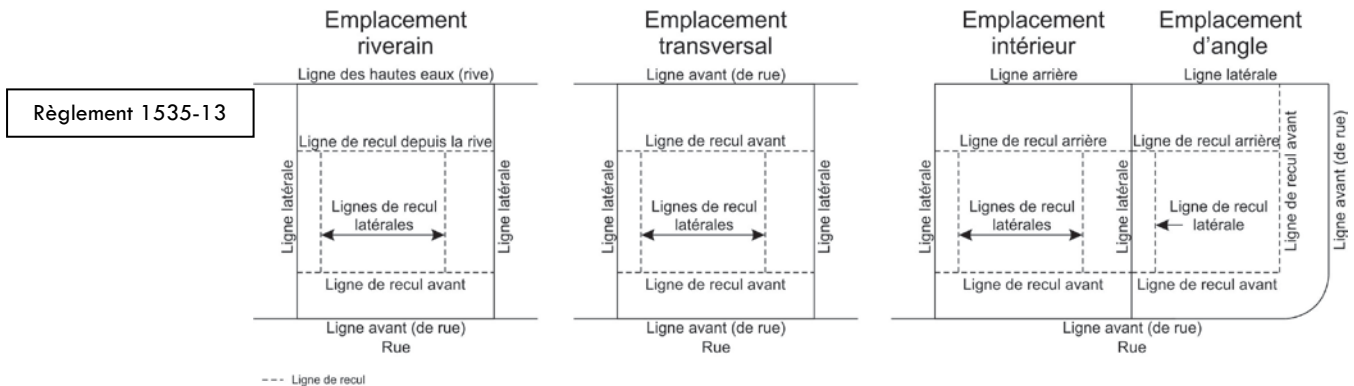 Emplacement
riverain
Ligne des hautes eaux (rive)
Règlement 1535-13
Ligne latérale
Ligne de recul depuis la rive
Lignes de recul
latérales
Ligne latérale
Ligne de recul avant
Ligne avant (de rue)
Rue
Emplacement
transversal
Ligne avant (de rue)
Ligne latérale
Ligne de recul avant
Lignes de recul
latérales
Ligne latérale
Ligne de recul avant
Ligne avant (de rue)
Rue
Emplacement
intérieur
Ligne arrière
Ligne latérale
Ligne de recul arrière
Lignes de recul
latérales
Ligne latérale
Ligne de recul avant
Emplacement
d'angle
Ligne latérale
Ligne de recul arrière
Ligne de recul
latérale
Ligne de recul avant
Ligne avant (de rue)
Ligne de recul avant
Ligne avant (de rue)
Rue
Ligne de recul